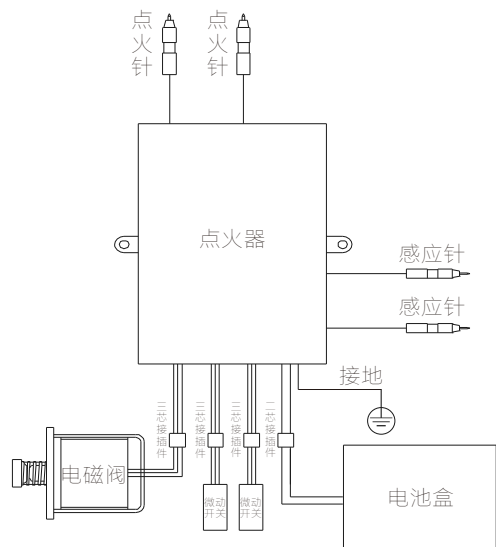 点火针
点火针
点火器
感应针
感应针
接地
三芯接插件
三芯接插件
三芯接插件
二芯接插件
电磁阀
微动
开关
微动
开关
电池盒